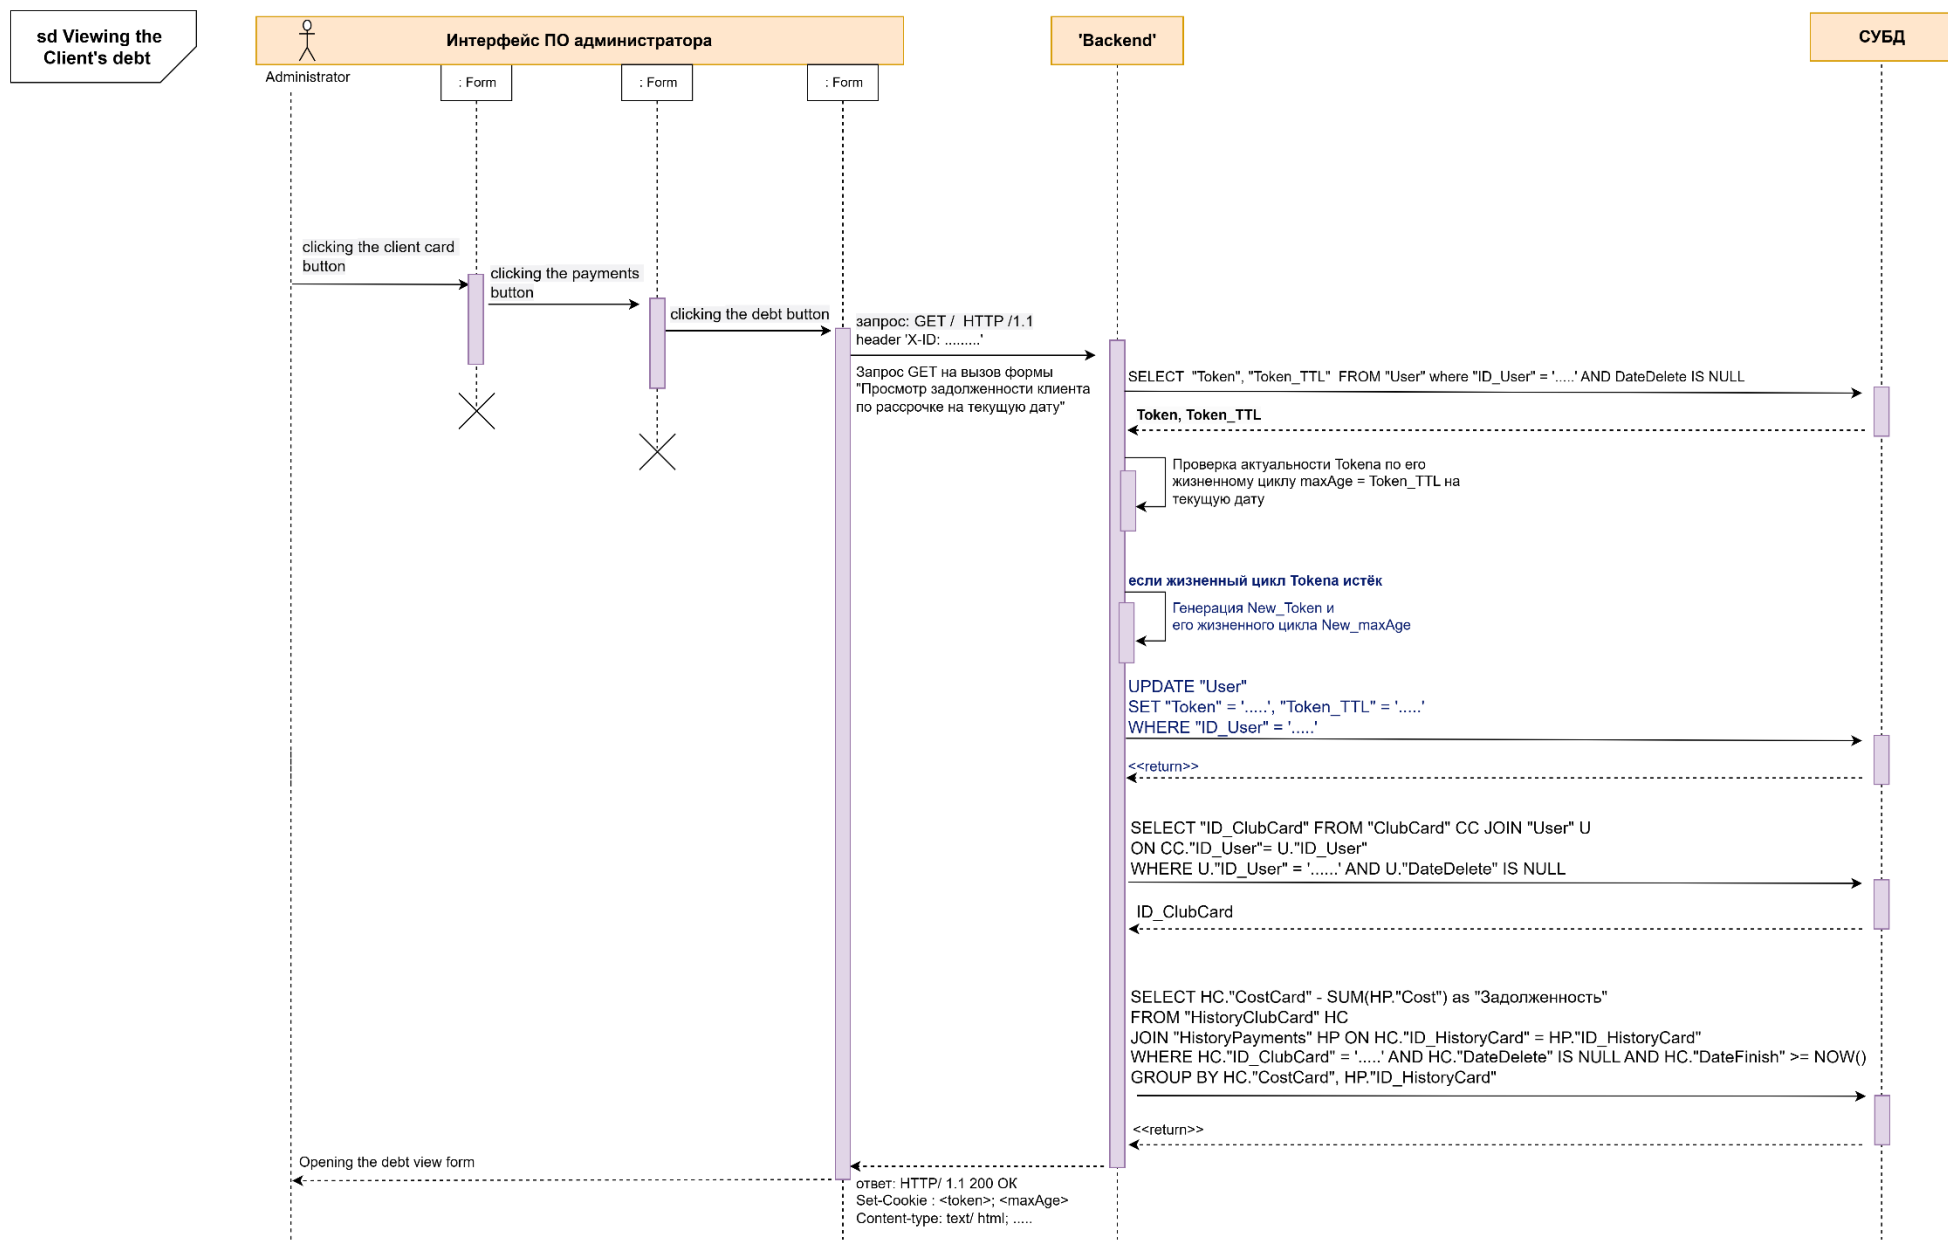 sd Viewing the
Client's debt
Интерфейс ПО администратора
'Backend'
СУБД
Administrator
: Form
: Form
: Form
clicking the client card
button
clicking the payments
button
clicking the debt button
запрос: GET / HTTP /1.1
header 'X-ID: .........'
Запрос GET на вызов формы
"Просмотр задолженности клиента
по рассрочке на текущую дату"
SELECT "Token", "Token_TTL" FROM "User" where "ID_User" = '.....' AND DateDelete IS NULL
Token, Token_TTL
Проверка актуальности Tokena по его
жизненному циклу maxAge = Token_TTL на
текущую дату
если жизненный цикл Tokena истёк
Генерация New_Token и
его жизненного цикла New_maxAge
UPDATE "User"
SET "Token" = '.....', "Token_TTL" = '.....'
WHERE "ID_User" = '.....'
<<return>>
SELECT "ID_ClubCard" FROM "ClubCard" CC JOIN "User" U
ON CC."ID_User"= U."ID_User"
WHERE U."ID_User" = '......' AND U."DateDelete" IS NULL
ID_ClubCard
SELECT HC."CostCard" - SUM(HP."Cost") as "Задолженность"
FROM "HistoryClubCard" HC
JOIN "HistoryPayments" HP ON HC."ID_HistoryCard" = HP."ID_HistoryCard"
WHERE HC."ID_ClubCard" = '.....' AND HC."DateDelete" IS NULL AND HC."DateFinish" >= NOW()
GROUP BY HC."CostCard", HP."ID_HistoryCard"
<<return>>
Opening the debt view form
ответ: HTTP/ 1.1 200 ОК
Set-Cookie : <token>; <maxAge>
Content-type: text/ html; .....